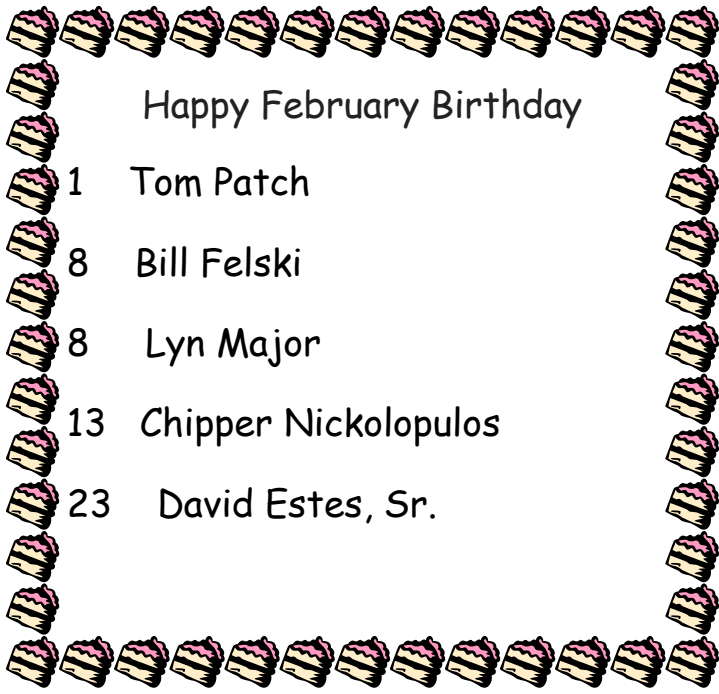 Happy February Birthday
1 Tom Patch
8 Bill Felski
8 Lyn Major
13 Chipper Nickolopulos
23 David Estes, Sr.